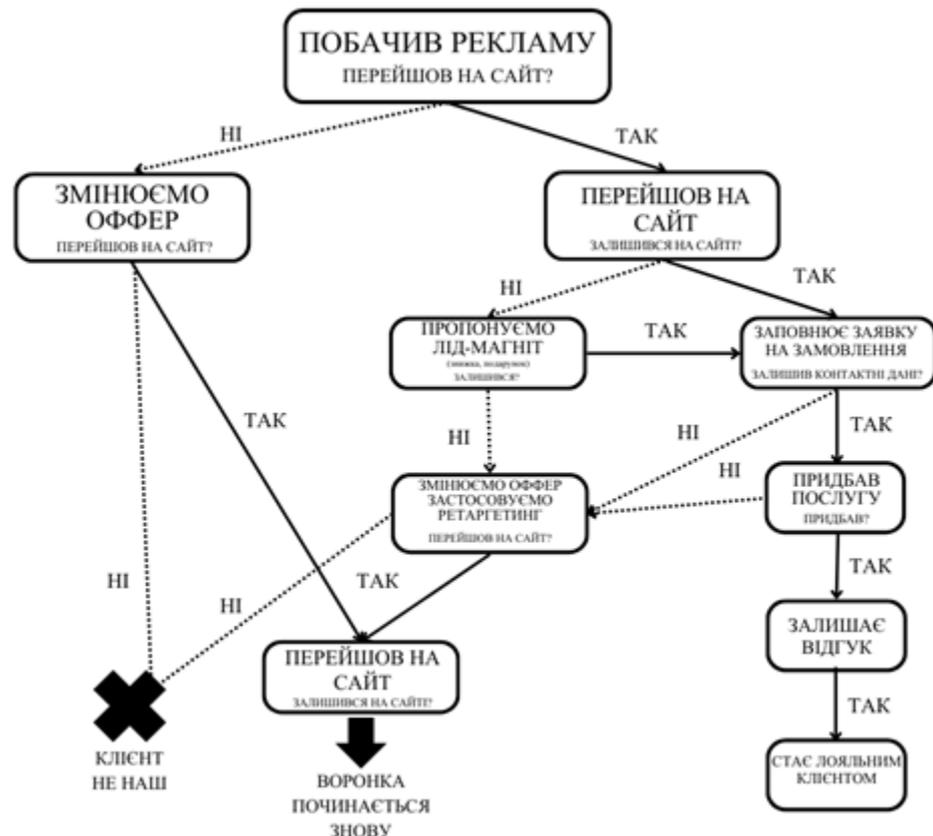 ПОБАЧИВ РЕКЛАМУ
ПЕРЕЙШОВ НА САЙТ?
НІ
ТАК
ЗМІНЮЄМО
ОФФЕР
ПЕРЕЙШОВ НА САЙТ?
ПЕРЕЙШОВ НА
САЙТ
ЗАЛИШИВСЯ НА САЙТІ?
НІ
ТАК
ПРОПОНУЄМО
ЛІД-МАГНІТ
(знижка, подарунок)
ЗАЛИШИВСЯ?
ТАК
ЗАПОВНЮЄ ЗАЯВКУ
НА ЗАМОВЛЕННЯ
ЗАЛИШИВ КОНТАКТНІ ДАНІ?
ТАК
НІ
НІ
ТАК
НІ
ЗМІНЮЄМО ОФФЕР
ЗАСТОСОВУЄМО
РЕТАРГЕТИНГ
ПЕРЕЙШОВ НА САЙТ?
ПРИДБАВ
ПОСЛУГУ
ПРИДБАВ?
НІ
НІ
ТАК
ТАК
ПЕРЕЙШОВ НА
САЙТ
ЗАЛИШИВСЯ НА САЙТІ?
ЗАЛИШАЄ
ВІДГУК
ТАК
КЛІЄНТ
НЕ НАШ
ВОРОНКА
ПОЧИНАЄТЬСЯ
ЗНОВУ
СТАЄ ЛОЯЛЬНИМ
КЛІЄНТОМ